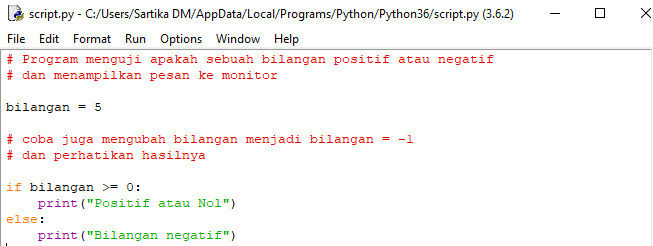 script.py - C:/Users/Sartika DM/AppData/Local/Programs/Python/Python36/script.py (3.6.2)
File Edit Format Run Options Window Help
# Program menguji apakah sebuah bilangan positif atau negatif
# dan menampilkan pesan ke monitor
bilangan = 5
# coba juga mengubah bilangan menjadi bilangan = -1
# dan perhatikan hasilnya
if bilangan >= 0:
    print("Positif atau Nol")
else:
    print("Bilangan negatif")